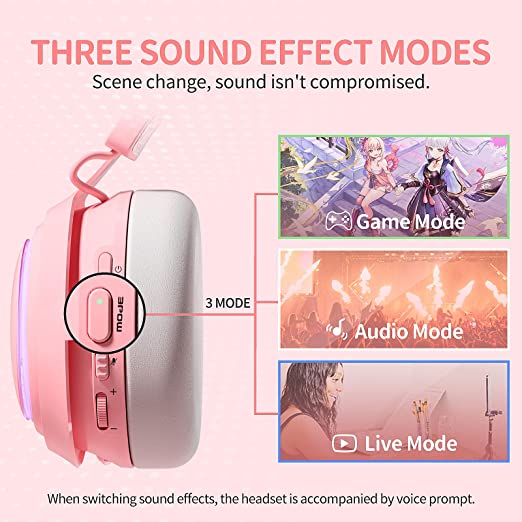 THREE SOUND EFFECT MODES
Scene change, sound isn't compromised.
Game Mode
3 MODE
MODE
Audio Mode
+
−
Live Mode
When switching sound effects, the headset is accompanied by voice prompt.